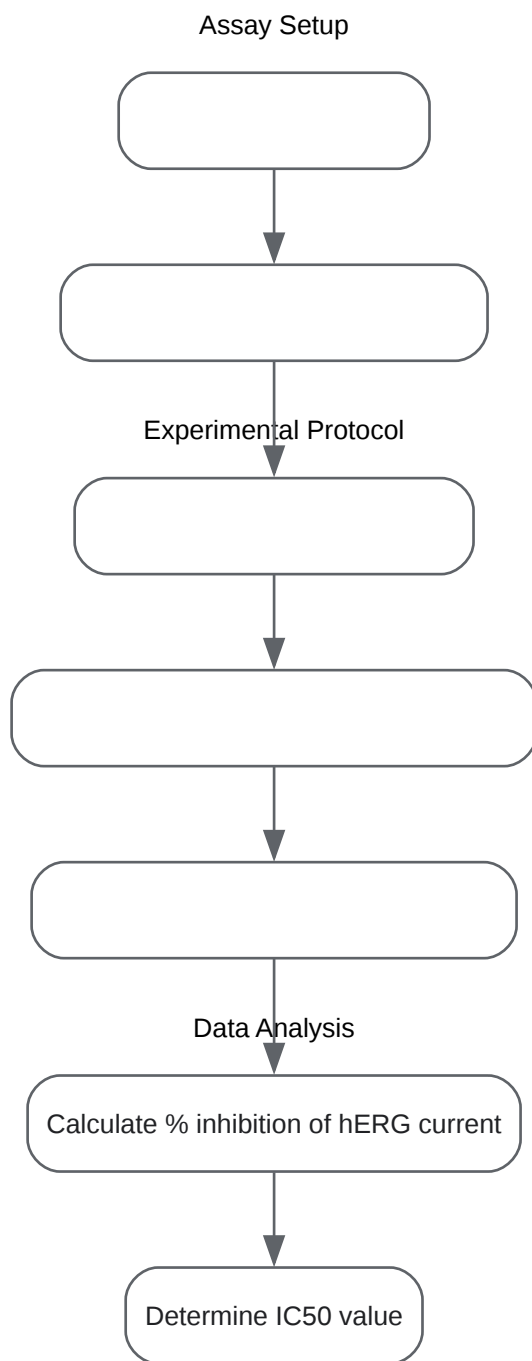 Assay Setup
Experimental Protocol
Data Analysis
Calculate % inhibition of hERG current
Determine IC50 value